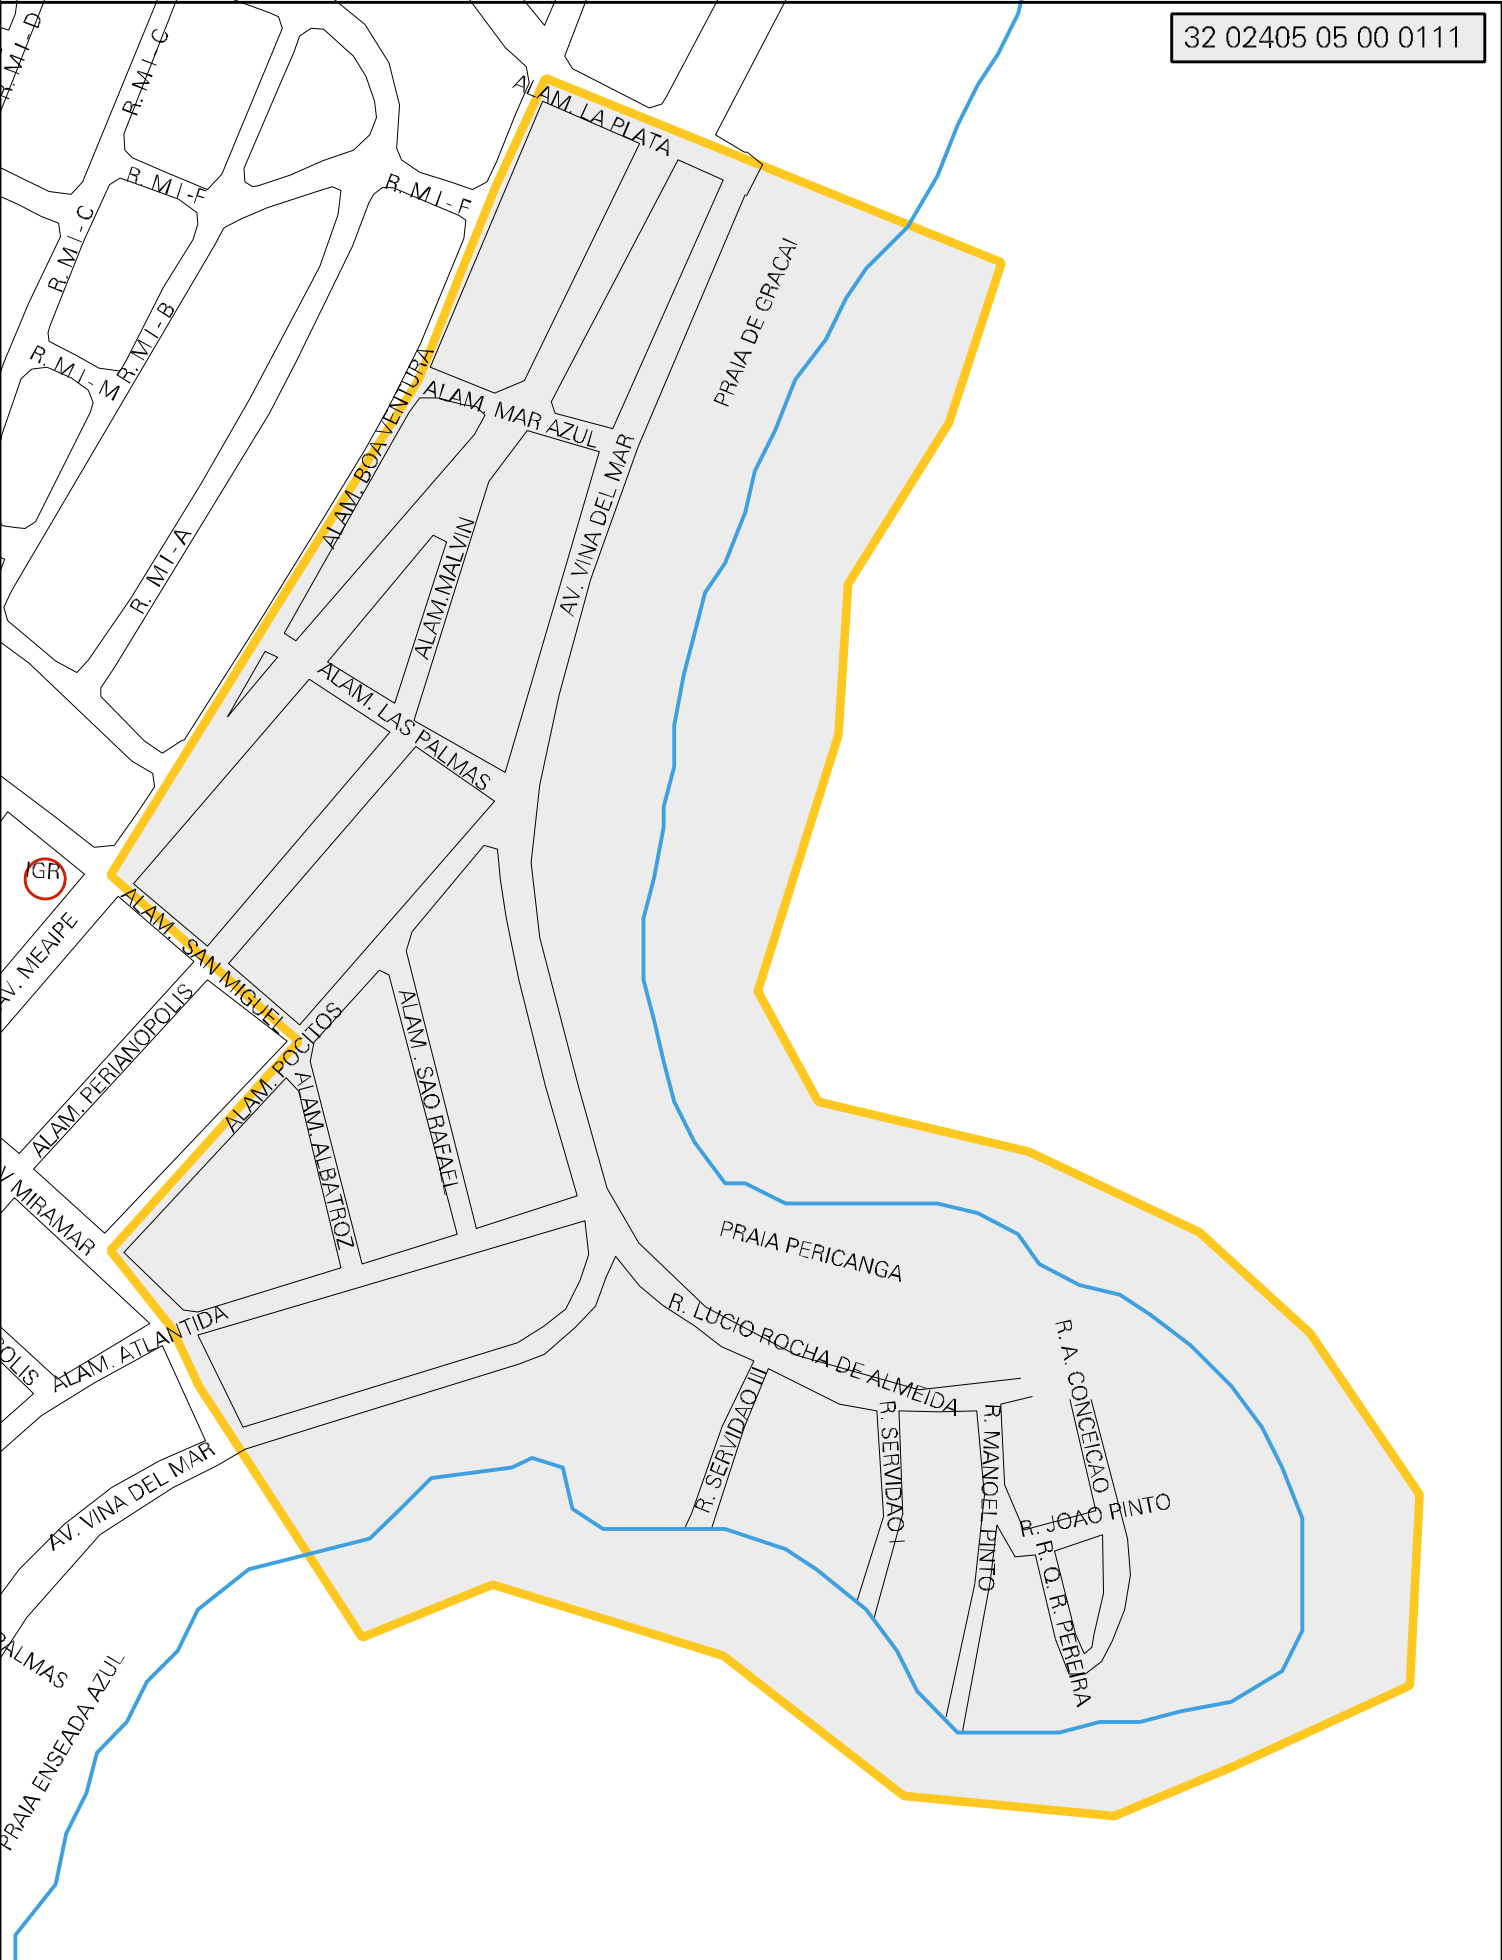 32 02405 05 00 0111
R. M I - D
R. M I - C
ALAM. LA PLATA
R. M I - F
R. M I - F
R. M I - C
PRAIA DE GRACAI
R. M I - B
R. M I - M
ALAM. BOA VENTURA
ALAM. MAR AZUL
AV. VINA DEL MAR
R. M I - A
ALAM.MALVIN
ALAM. LAS PALMAS
IGR
ALAM. SAN MIGUEL
AV. MEAIPE
ALAM. PERIANOPOLIS
ALAM. POCITOS
ALAM . SAO RAFAEL
ALAM. ALBATROZ
V MIRAMAR
PRAIA PERICANGA
ALAM. ATLANTIDA
OLIS
R. LUCIO ROCHA DE ALMEIDA
R. A. CONCEICAO
R. SERVIDAO III
R. SERVIDAO I
R. MANOEL PINTO
R. JOAO PINTO
R. Q. R. PEREIRA
AV. VINA DEL MAR
PALMAS
PRAIA ENSEADA AZUL